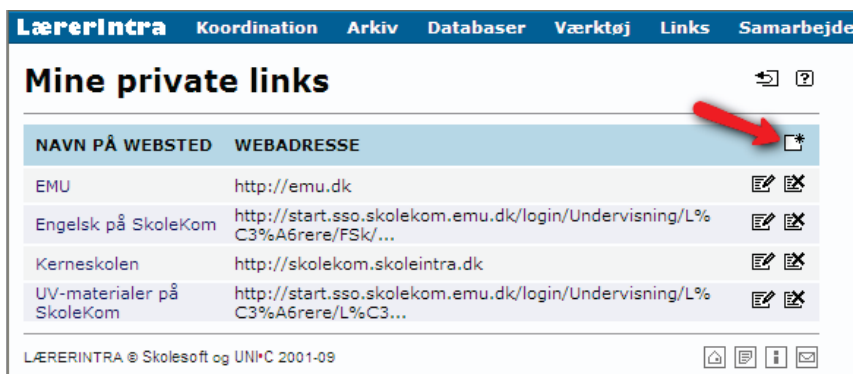 LærerIntra Koordination Arkiv Databaser Værktøj Links Samarbejde
Mine private links
NAVN PÅ WEBSTED WEBADRESSE
EMU http://emu.dk
Engelsk på SkoleKom http://start.sso.skolekom.emu.dk/login/Undervisning/L%
C3%A6rere/FSk/...
Kerneskolen http://skolekom.skoleintra.dk
UV-materialer på http://start.sso.skolekom.emu.dk/login/Undervisning/L%
SkoleKom C3%A6rere/L%C3...
LÆRERINTRA © Skolesoft og UNI•C 2001-09